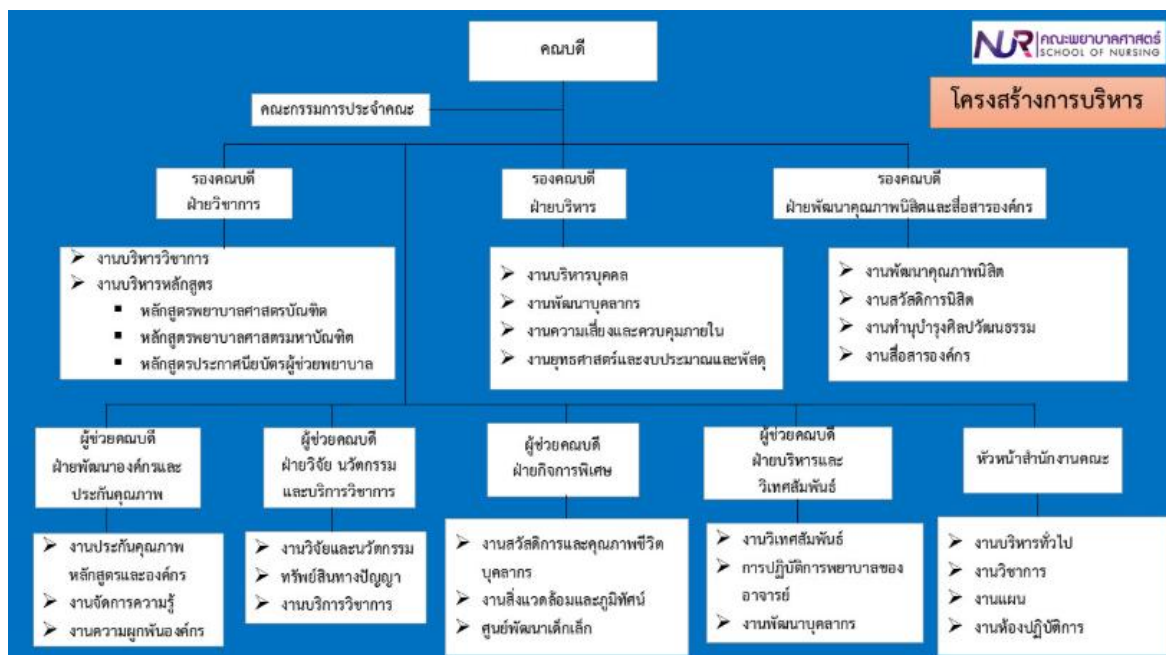 คณบดี
NUR คณะพยาบาลศาสตร์
SCHOOL OF NURSING
โครงสร้างการบริหาร
คณะกรรมการประจำคณะ
รองคณบดี
ฝ่ายวิชาการ
รองคณบดี
ฝ่ายบริหาร
รองคณบดี
ฝ่ายพัฒนาคุณภาพนิสิตและสื่อสารองค์กร
➢ งานบริหารวิชาการ
➢ งานบริหารหลักสูตร
▪ หลักสูตรพยาบาลศาสตรบัณฑิต
▪ หลักสูตรพยาบาลศาสตรมหาบัณฑิต
▪ หลักสูตรประกาศนียบัตรผู้ช่วยพยาบาล
➢ งานบริหารบุคคล
➢ งานพัฒนาบุคลากร
➢ งานความเสี่ยงและควบคุมภายใน
➢ งานยุทธศาสตร์และงบประมาณและพัสดุ
➢ งานพัฒนาคุณภาพนิสิต
➢ งานสวัสดิการนิสิต
➢ งานทำนุบำรุงศิลปวัฒนธรรม
➢ งานสื่อสารองค์กร
ผู้ช่วยคณบดี
ฝ่ายพัฒนาองค์กรและ
ประกันคุณภาพ
ผู้ช่วยคณบดี
ฝ่ายวิจัย นวัตกรรม
และบริการวิชาการ
ผู้ช่วยคณบดี
ฝ่ายกิจการพิเศษ
ผู้ช่วยคณบดี
ฝ่ายบริหารและ
วิเทศสัมพันธ์
หัวหน้าสำนักงานคณะ
➢ งานประกันคุณภาพ
หลักสูตรและองค์กร
➢ งานจัดการความรู้
➢ งานความผูกพันองค์กร
➢ งานวิจัยและนวัตกรรม
➢ ทรัพย์สินทางปัญญา
➢ งานบริการวิชาการ
➢ งานสวัสดิการและคุณภาพชีวิต
บุคลากร
➢ งานสิ่งแวดล้อมและภูมิทัศน์
➢ ศูนย์พัฒนาเด็กเล็ก
➢ งานวิเทศสัมพันธ์
➢ การปฏิบัติการพยาบาลของ
อาจารย์
➢ งานพัฒนาบุคลากร
➢ งานบริหารทั่วไป
➢ งานวิชาการ
➢ งานแผน
➢ งานห้องปฏิบัติการ